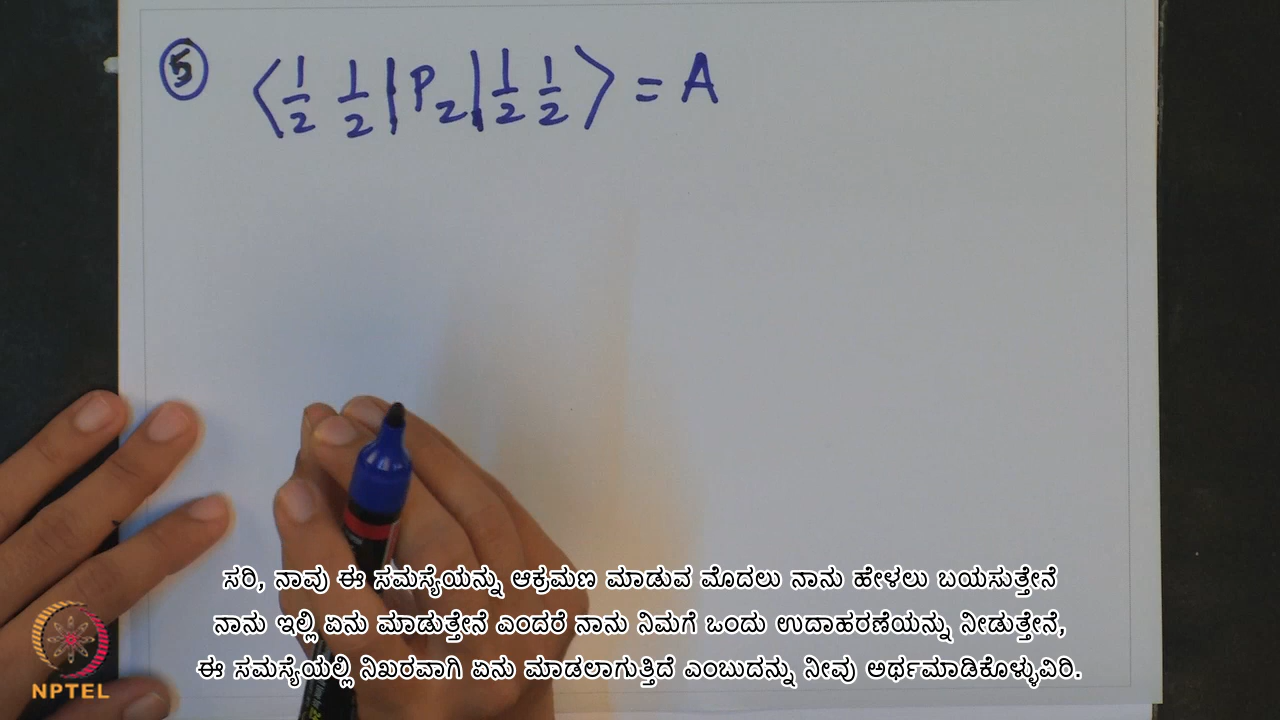 ⑤ ⟨1/2 1/2|P_z|1/2 1/2⟩ = A
ಸರಿ, ನಾವು ಈ ಸಮಸ್ಯೆಯನ್ನು ಆಕ್ರಮಣ ಮಾಡುವ ಮೊದಲು ನಾನು ಹೇಳಲು ಬಯಸುತ್ತೇನೆ
ನಾನು ಇಲ್ಲಿ ಏನು ಮಾಡುತ್ತೇನೆ ಎಂದರೆ ನಾನು ನಿಮಗೆ ಒಂದು ಉದಾಹರಣೆಯನ್ನು ನೀಡುತ್ತೇನೆ,
ಈ ಸಮಸ್ಯೆಯಲ್ಲಿ ನಿಖರವಾಗಿ ಏನು ಮಾಡಲಾಗುತ್ತಿದೆ ಎಂಬುದನ್ನು ನೀವು ಅರ್ಥಮಾಡಿಕೊಳ್ಳುವಿರಿ.
NPTEL